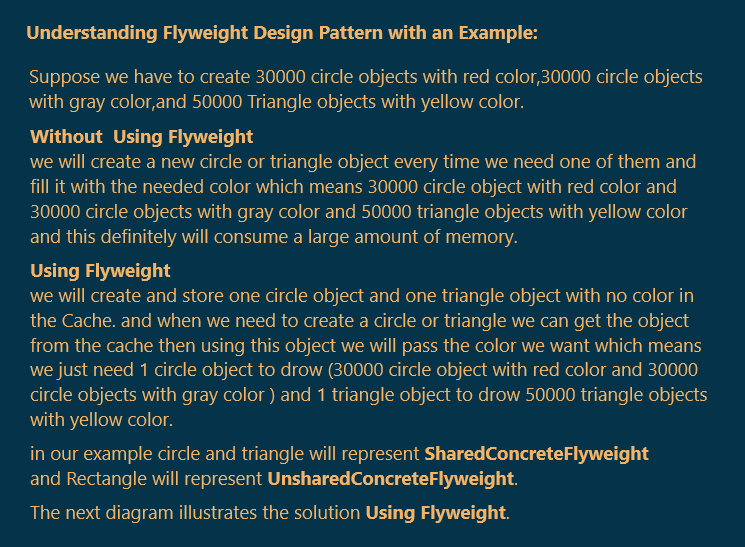 Understanding Flyweight Design Pattern with an Example:
Suppose we have to create 30000 circle objects with red color,30000 circle objects
with gray color,and 50000 Triangle objects with yellow color.
Without  Using Flyweight
we will create a new circle or triangle object every time we need one of them and
fill it with the needed color which means 30000 circle object with red color and
30000 circle objects with gray color and 50000 triangle objects with yellow color
and this definitely will consume a large amount of memory.
Using Flyweight
we will create and store one circle object and one triangle object with no color in
the Cache. and when we need to create a circle or triangle we can get the object
from the cache then using this object we will pass the color we want which means
we just need 1 circle object to drow (30000 circle object with red color and 30000
circle objects with gray color ) and 1 triangle object to drow 50000 triangle objects
with yellow color.
in our example circle and triangle will represent SharedConcreteFlyweight
and Rectangle will represent UnsharedConcreteFlyweight.
The next diagram illustrates the solution Using Flyweight.